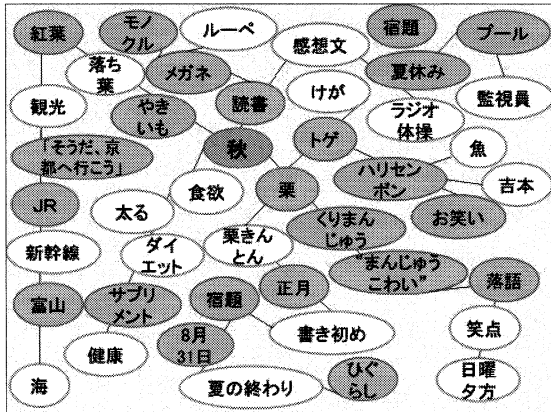 紅葉
モノ
クル
ルーペ
感想
文
宿題
プール
落ち
葉
メガネ
夏休み
観光
やき
いも
読書
けが
ラジオ
体操
監視員
「そうだ、京
都へ行こう」
秋
トゲ
魚
ハリセン
ボン
吉本
JR
太る
食欲
栗
くりまん
じゅう
お笑い
新幹線
ダイ
エット
栗きん
とん
“まんじゅう
こわい”
富山
サプリ
メント
宿題
正月
落語
8月
31日
書き初め
笑点
健康
海
夏の終わり
ひぐ
らし
日曜
夕方